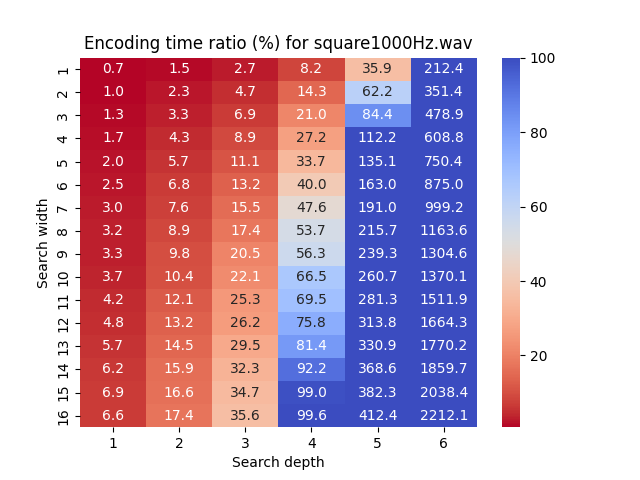 Encoding time ratio (%) for square1000Hz.wav
1 0.7 1.5 2.7 8.2 35.9 212.4
2 1.0 2.3 4.7 14.3 62.2 351.4
3 1.3 3.3 6.9 21.0 84.4 478.9
4 1.7 4.3 8.9 27.2 112.2 608.8
5 2.0 5.7 11.1 33.7 135.1 750.4
6 2.5 6.8 13.2 40.0 163.0 875.0
7 3.0 7.6 15.5 47.6 191.0 999.2
8 3.2 8.9 17.4 53.7 215.7 1163.6
9 3.3 9.8 20.5 56.3 239.3 1304.6
10 3.7 10.4 22.1 66.5 260.7 1370.1
11 4.2 12.1 25.3 69.5 281.3 1511.9
12 4.8 13.2 26.2 75.8 313.8 1664.3
13 5.7 14.5 29.5 81.4 330.9 1770.2
14 6.2 15.9 32.3 92.2 368.6 1859.7
15 6.9 16.6 34.7 99.0 382.3 2038.4
16 6.6 17.4 35.6 99.6 412.4 2212.1
1 2 3 4 5 6
Search depth
Search width
100
80
60
40
20